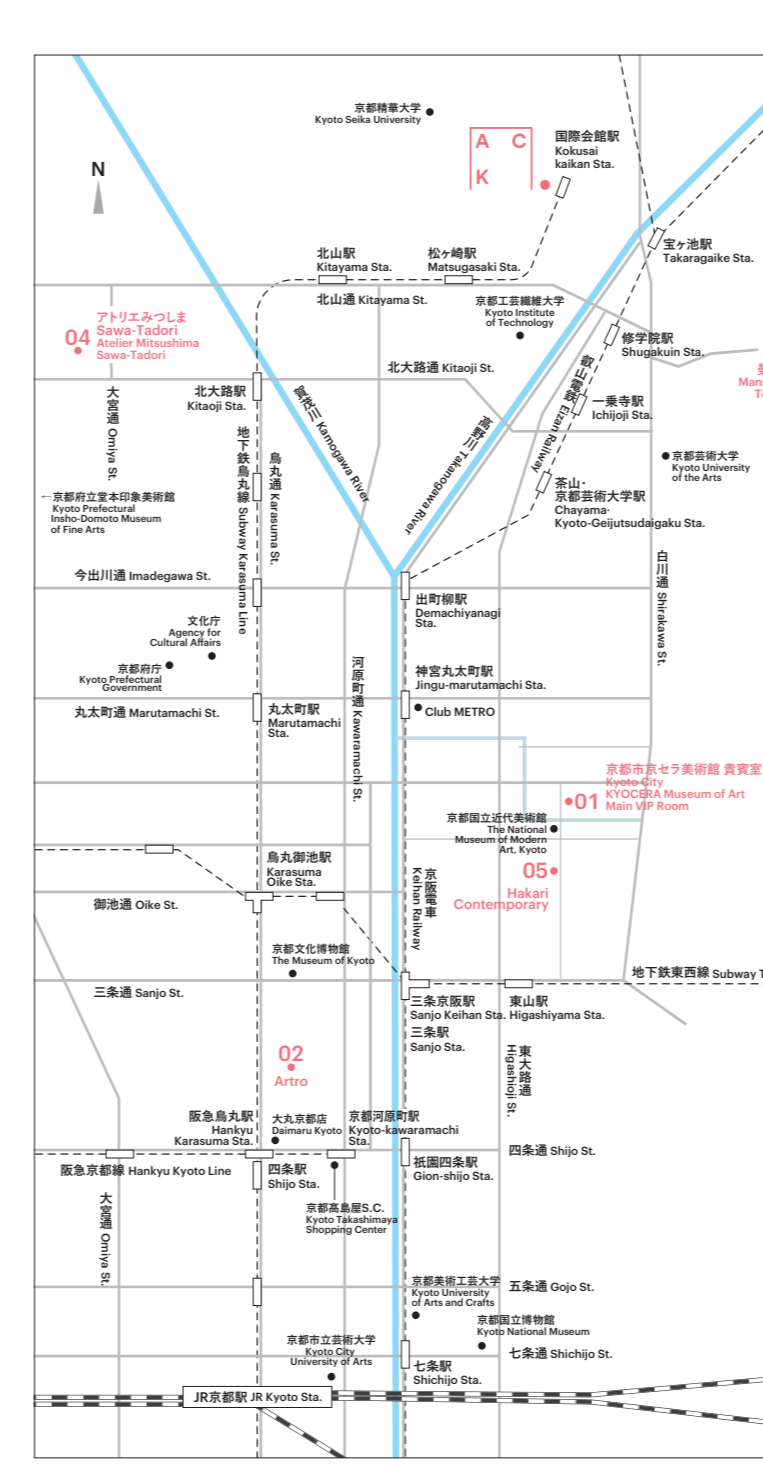 京都精華大学
Kyoto Seika University
A C
K
国際会館駅
Kokusai
kaikan Sta.
N
北山駅
Kitayama Sta.
松ヶ崎駅
Matsugasaki Sta.
宝ヶ池駅
Takaragaike Sta.
北山通 Kitayama St.
京都工芸繊維大学
Kyoto Institute
of Technology
アトリエみつしま
Sawa-Tadori
Atelier Mitsushima
Sawa-Tadori
04
修学院駅
Shugakuin Sta.
北大路通 Kitaoji St.
叡山電鉄 Eizan Railway
Mans
北大路駅
Kitaoji Sta.
大宮通 Omiya St.
賀茂川 Kamogawa River
高野川 Takanogawa River
一乗寺駅
Ichijoji Sta.
地下鉄烏丸線 Subway Karasuma Line
烏丸通 Karasuma St.
京都芸術大学
Kyoto University
of the Arts
←京都府立堂本印象美術館
Kyoto Prefectural
Insho-Domoto Museum
of Fine Arts
茶山・
京都芸術大学駅
Chayama-
Kyoto-Geijutsudaigaku Sta.
白川通 Shirakawa St.
今出川通 Imadegawa St.
出町柳駅
Demachiyanagi
Sta.
文化庁
Agency for
Cultural Affairs
京都府庁
Kyoto Prefectural
Government
河原町通 Kawaramachi St.
神宮丸太町駅
Jingu-marutamachi Sta.
丸太町通 Marutamachi St.
丸太町駅
Marutamachi
Sta.
Club METRO
京都市京セラ美術館 貴賓室
Kyoto City
KYOCERA Museum of Art
Main VIP Room
01
京都国立近代美術館
The National
Museum of Modern
Art, Kyoto
烏丸御池駅
Karasuma
Oike Sta.
京阪電車
Keihan Railway
05
Hakari
Contemporary
御池通 Oike St.
京都文化博物館
The Museum of Kyoto
地下鉄東西線 Subway T
三条通 Sanjo St.
三条京阪駅
Sanjo Keihan Sta.
東山駅
Higashiyama Sta.
三条駅
Sanjo Sta.
02
Artro
東大路通
Higashioji St.
阪急烏丸駅
Hankyu
Karasuma Sta.
大丸京都店
Daimaru Kyoto
京都河原町駅
Kyoto-kawaramachi
Sta.
四条通 Shijo St.
阪急京都線 Hankyu Kyoto Line
四条駅
Shijo Sta.
祇園四条駅
Gion-shijo Sta.
大宮通 Omiya St.
京都髙島屋S.C.
Kyoto Takashimaya
Shopping Center
京都美術工芸大学
Kyoto University
of Arts and Crafts
五条通 Gojo St.
京都国立博物館
Kyoto National Museum
京都市立芸術大学
Kyoto City
University of Arts
七条通 Shichijo St.
七条駅
Shichijo Sta.
JR京都駅 JR Kyoto Sta.